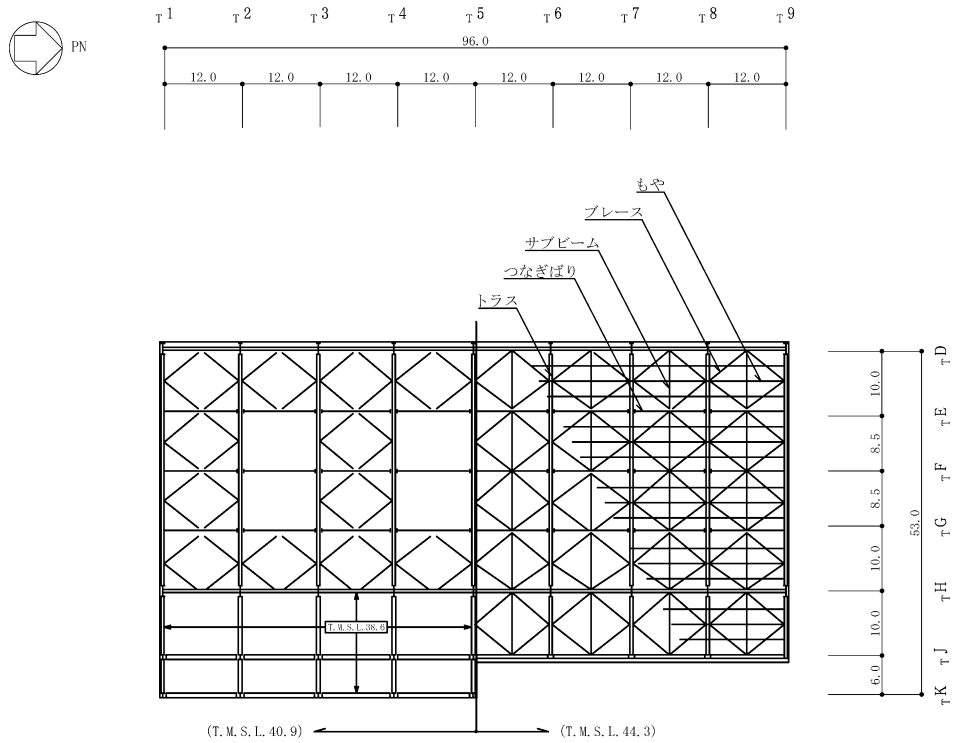 T1 T2 T3 T4 T5 T6 T7 T8 T9
PN
96.0
12.0 12.0 12.0 12.0 12.0 12.0 12.0 12.0
もや
ブレース
サブビーム
つなぎばり
トラス
TD
10.0
TE
8.5
TF
8.5
53.0
TG
10.0
TH
10.0
TJ
6.0
TK
T.M.S.L.38.6
(T.M.S.L.40.9)
(T.M.S.L.44.3)